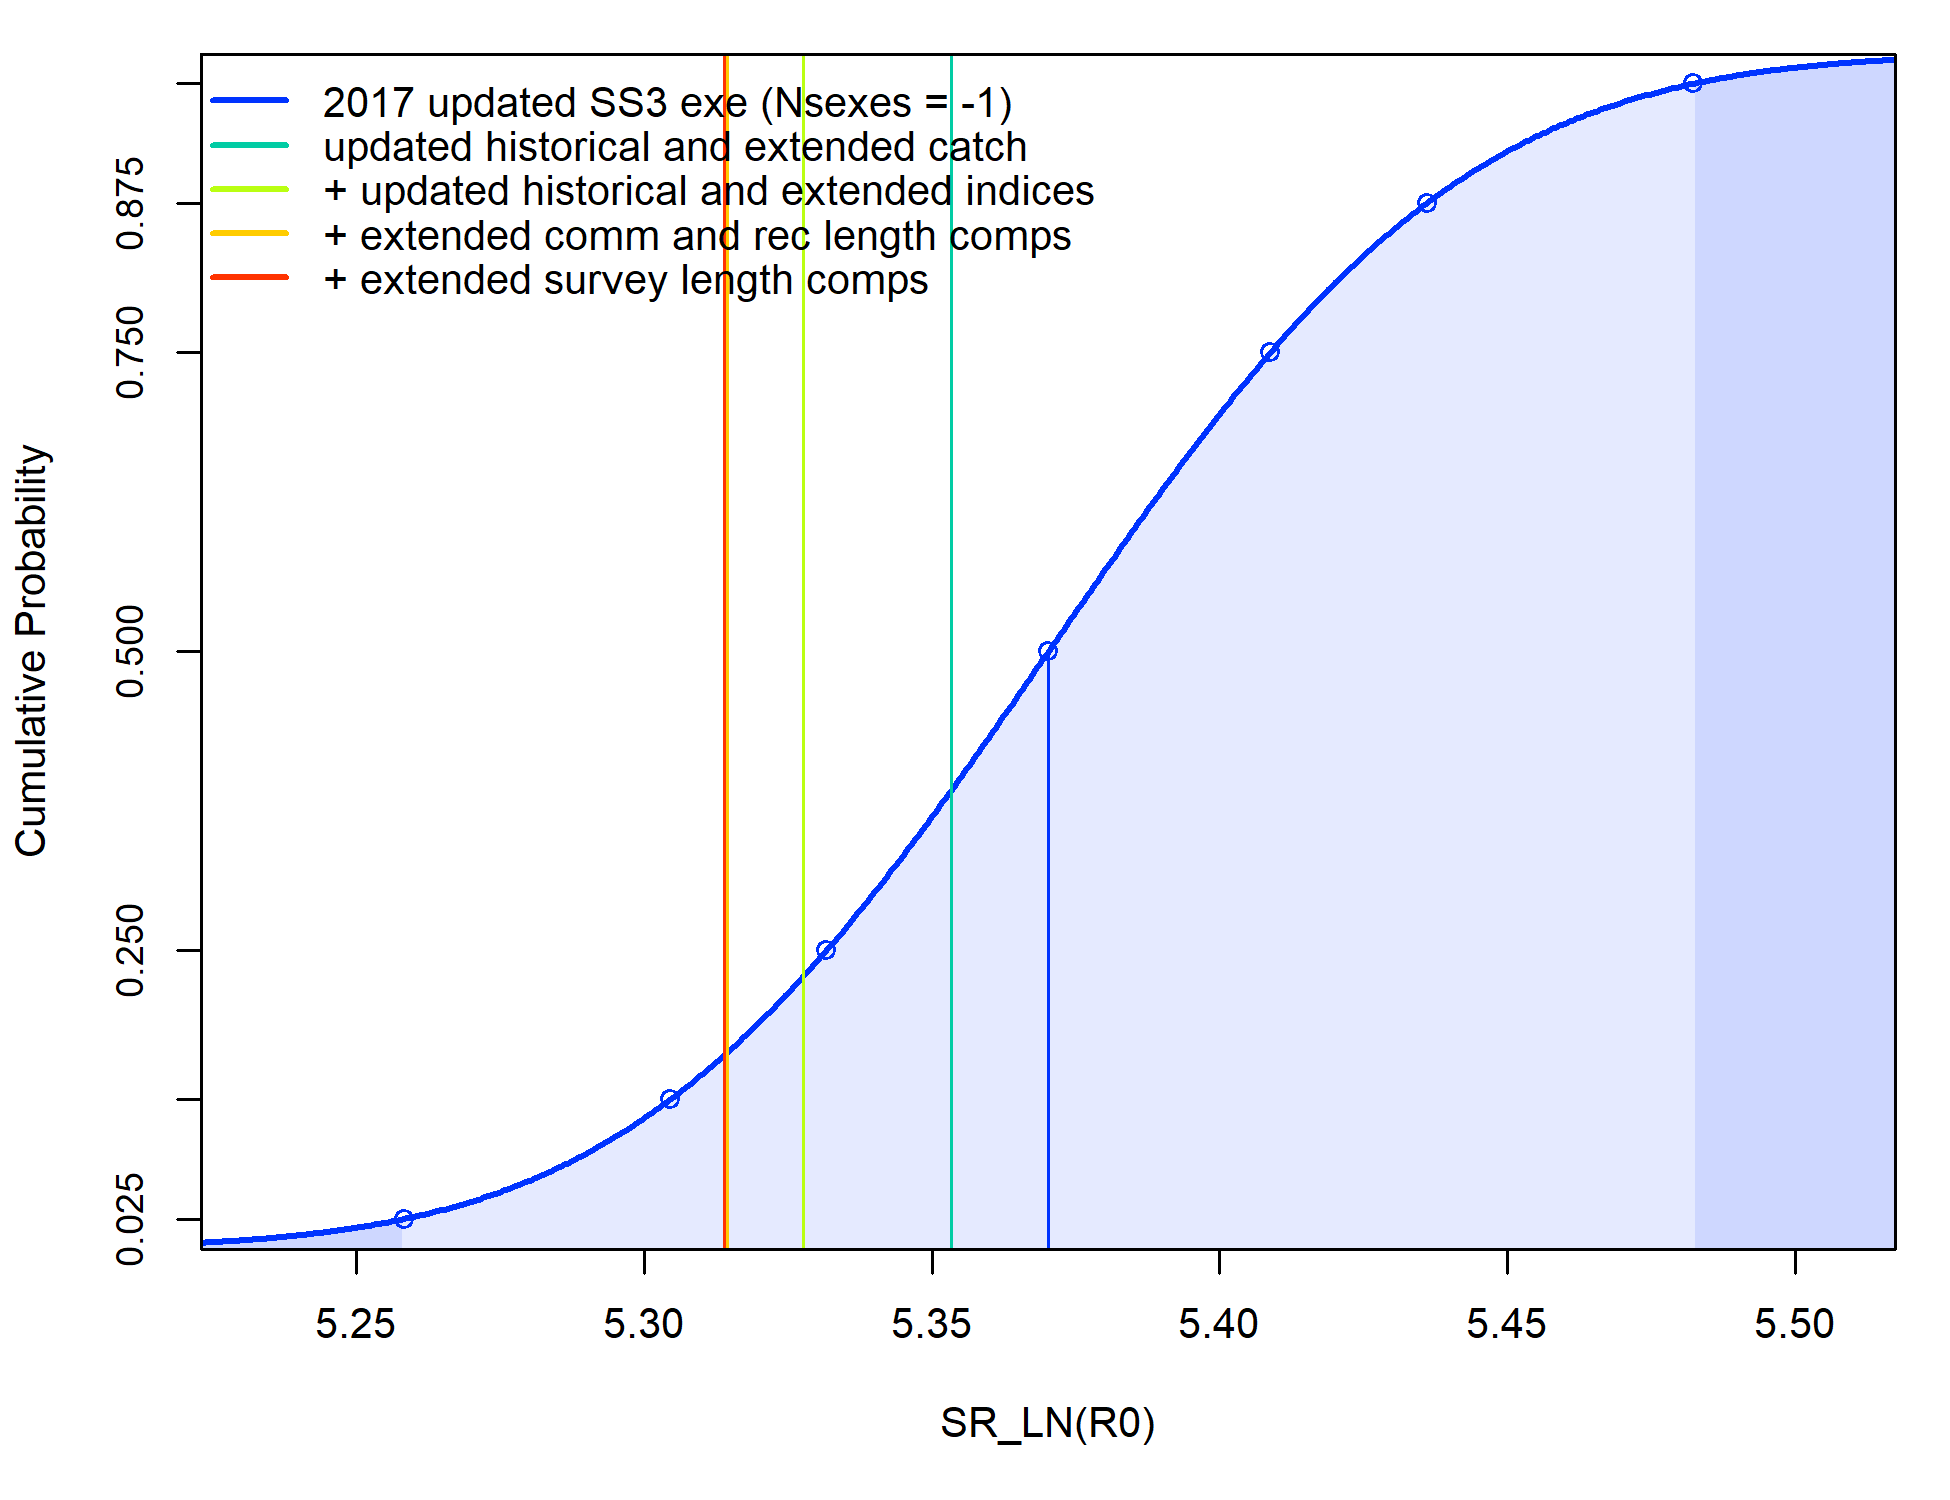 2017 updated SS3 exe (Nsexes = -1)
updated historical and extended catch
+ updated historical and extended indices
+ extended comm and rec length comps
+ extended survey length comps
Cumulative Probability
0.875
0.750
0.500
0.250
0.025
5.25 5.30 5.35 5.40 5.45 5.50
SR_LN(R0)